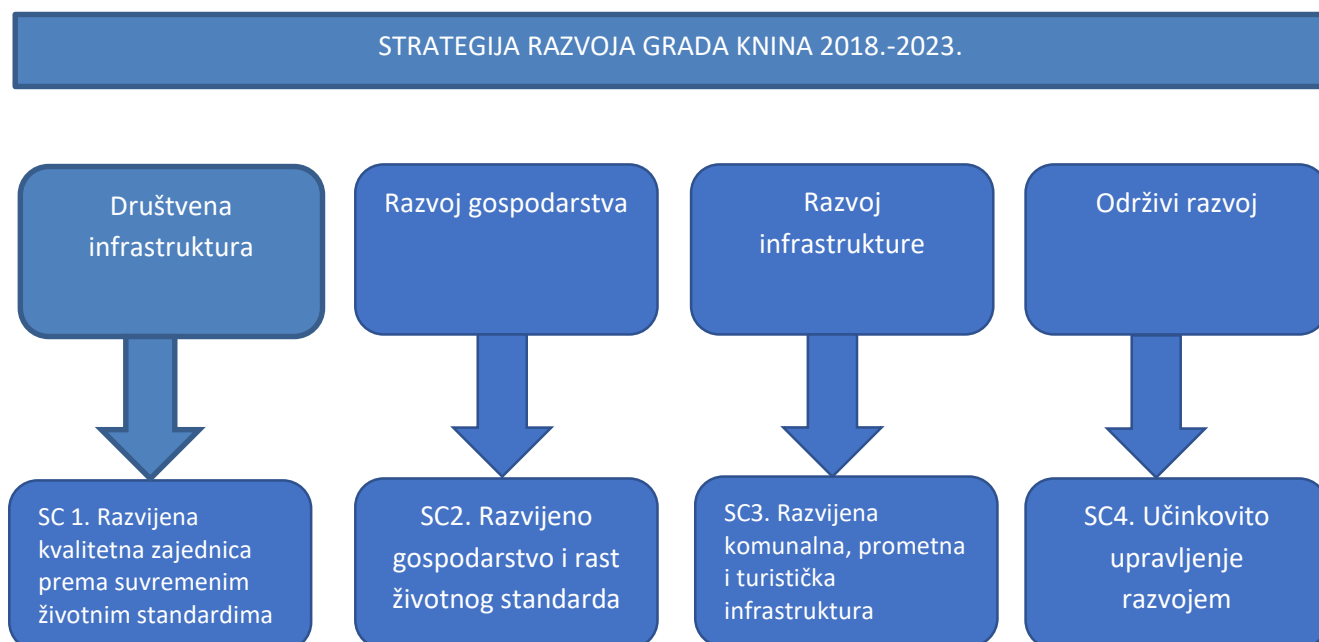 STRATEGIJA RAZVOJA GRADA KNINA 2018.-2023.
Društvena
infrastruktura
Razvoj gospodarstva
Razvoj
infrastrukture
Održivi razvoj
SC 1. Razvijena
kvalitetna zajednica
prema suvremenim
životnim standardima
SC2. Razvijeno
gospodarstvo i rast
životnog standarda
SC3. Razvijena
komunalna, prometna
i turistička
infrastruktura
SC4. Učinkovito
upravljenje
razvojem